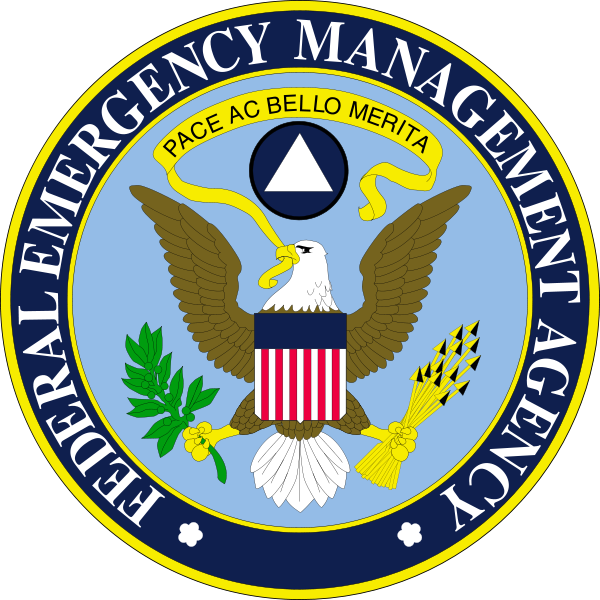 FEDERAL EMERGENCY MANAGEMENT AGENCY
PACE AC BELLO MERITA